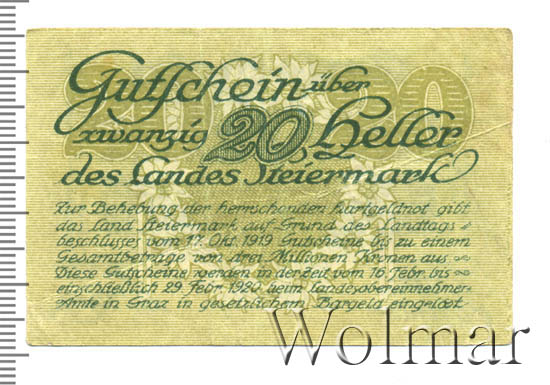 Gutschein über
zwanzig 20 Heller
des Landes Steiermark
20 20
Zur Behebung der herrschenden Hartgeldnot gibt
das Land Steiermark auf Grund des Landtags-
beschlusses vom 17. Okt. 1919 Gutscheine bis zu einem
Gesamtbetrage von drei Millionen Kronen aus.
Diese Gutscheine werden in der Zeit vom 16. Febr. bis
einschließlich 29. Febr. 1920 beim Landesobereinnehmer-
Amte in Graz in gesetzlichem Bargeld eingelöst
Wolmar